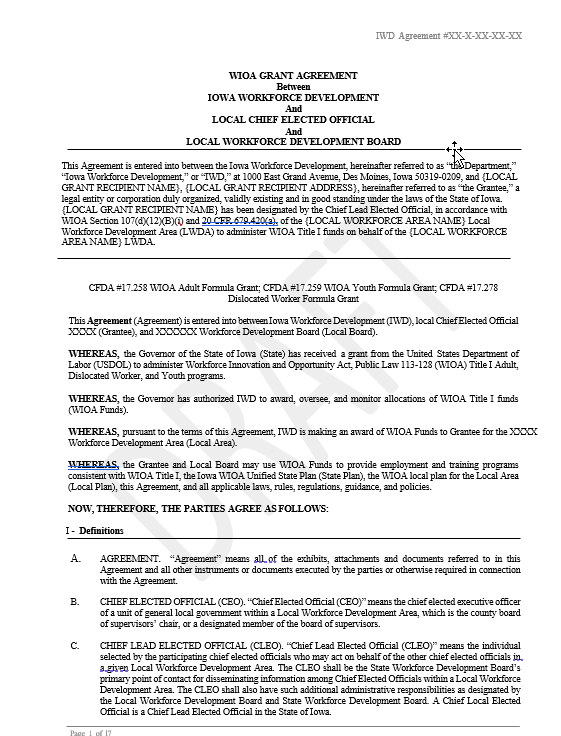 IWD Agreement #XX-X-XX-XX-XX
WIOA GRANT AGREEMENT
Between
IOWA WORKFORCE DEVELOPMENT
And
LOCAL CHIEF ELECTED OFFICIAL
And
LOCAL WORKFORCE DEVELOPMENT BOARD
This Agreement is entered into between the Iowa Workforce Development, hereinafter referred to as “the Department,”
“Iowa Workforce Development,” or “IWD,” at 1000 East Grand Avenue, Des Moines, Iowa 50319-0209, and {LOCAL
GRANT RECIPIENT NAME}, {LOCAL GRANT RECIPIENT ADDRESS}, hereinafter referred to as “the Grantee,” a
legal entity or corporation duly organized, validly existing and in good standing under the laws of the State of Iowa.
{LOCAL GRANT RECIPIENT NAME} has been designated by the Chief Lead Elected Official, in accordance with
WIOA Section 107(d)(12)(B)(i) and 20 CFR 679.420(a), of the {LOCAL WORKFORCE AREA NAME} Local
Workforce Development Area (LWDA) to administer WIOA Title I funds on behalf of the {LOCAL WORKFORCE
AREA NAME} LWDA.
CFDA #17.258 WIOA Adult Formula Grant; CFDA #17.259 WIOA Youth Formula Grant; CFDA #17.278
Dislocated Worker Formula Grant
This Agreement (Agreement) is entered into between Iowa Workforce Development (IWD), local Chief Elected Official
XXXX (Grantee), and XXXXXXX Workforce Development Board (Local Board).
WHEREAS, the Governor of the State of Iowa (State) has received a grant from the United States Department of
Labor (USDOL) to administer Workforce Innovation and Opportunity Act, Public Law 113-128 (WIOA) Title I Adult,
Dislocated Worker, and Youth programs.
WHEREAS, the Governor has authorized IWD to award, oversee, and monitor allocations of WIOA Title I funds
(WIOA Funds).
WHEREAS, pursuant to the terms of this Agreement, IWD is making an award of WIOA Funds to Grantee for the XXXX
Workforce Development Area (Local Area).
WHEREAS, the Grantee and Local Board may use WIOA Funds to provide employment and training programs
consistent with WIOA Title I, the Iowa WIOA Unified State Plan (State Plan), the WIOA local plan for the Local Area
(Local Plan), this Agreement, and all applicable laws, rules, regulations, guidance, and policies.
NOW, THEREFORE, THE PARTIES AGREE AS FOLLOWS:
I - Definitions
A. AGREEMENT. “Agreement” means all of the exhibits, attachments and documents referred to in this
Agreement and all other instruments or documents executed by the parties or otherwise required in connection
with the Agreement.
B. CHIEF ELECTED OFFICIAL (CEO). “Chief Elected Official (CEO)” means the chief elected executive officer
of a unit of general local government within a Local Workforce Development Area, which is the county board
of supervisors’ chair, or a designated member of the board of supervisors.
C. CHIEF LEAD ELECTED OFFICIAL (CLEO). “Chief Lead Elected Official (CLEO)” means the individual
selected by the participating chief elected officials who may act on behalf of the other chief elected officials in
a given Local Workforce Development Area. The CLEO shall be the State Workforce Development Board’s
primary point of contact for disseminating information among Chief Elected Officials within a Local Workforce
Development Area. The CLEO shall also have such additional administrative responsibilities as designated by
the Local Workforce Development Board and State Workforce Development Board. A Chief Local Elected
Official is a Chief Lead Elected Official in the State of Iowa.
Page 1 of 17
DRAFT